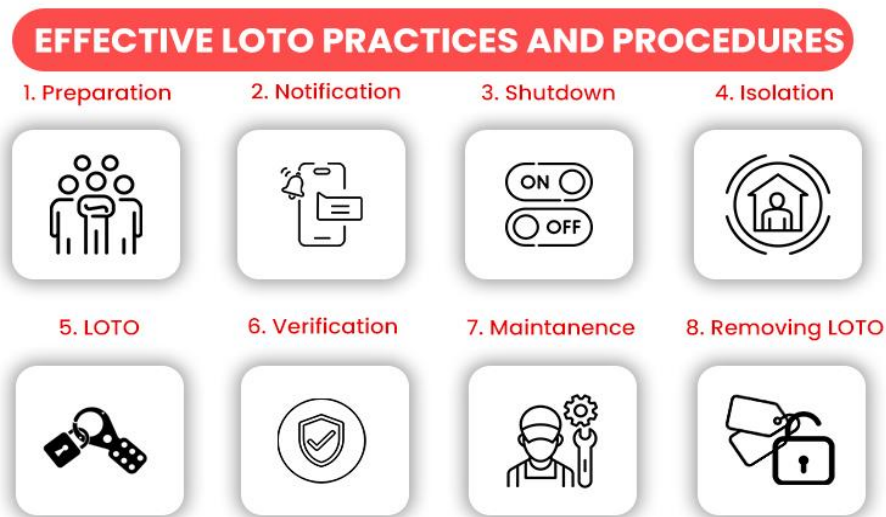 EFFECTIVE LOTO PRACTICES AND PROCEDURES
1. Preparation
2. Notification
3. Shutdown
4. Isolation
ON
OFF
5. LOTO
6. Verification
7. Maintanence
8. Removing LOTO